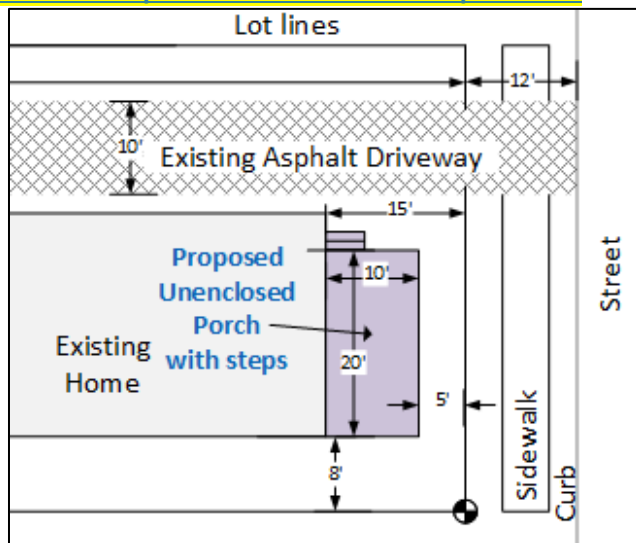 Lot lines
12'
10'
Existing Asphalt Driveway
15'
Proposed
Unenclosed
Porch
with steps
10'
Existing
Home
20'
5'
8'
Sidewalk
Curb
Street